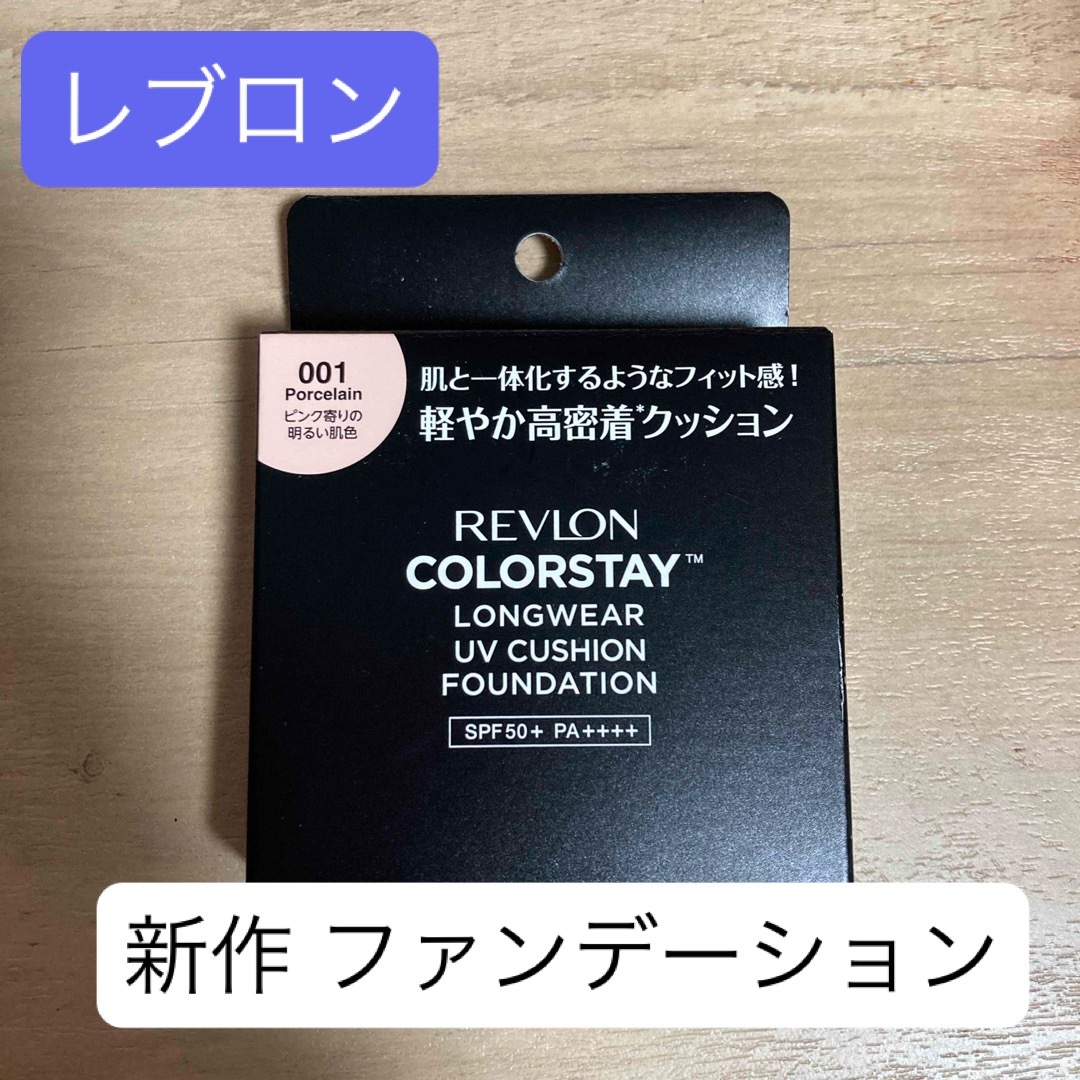 レブロン
001
Porcelain
ピンク寄りの
明るい肌色
肌と一体化するようなフィット感!
軽やか高密着*クッション
REVLON
COLORSTAY™
LONGWEAR
UV CUSHION
FOUNDATION
SPF50+ PA++++
新作 ファンデーション